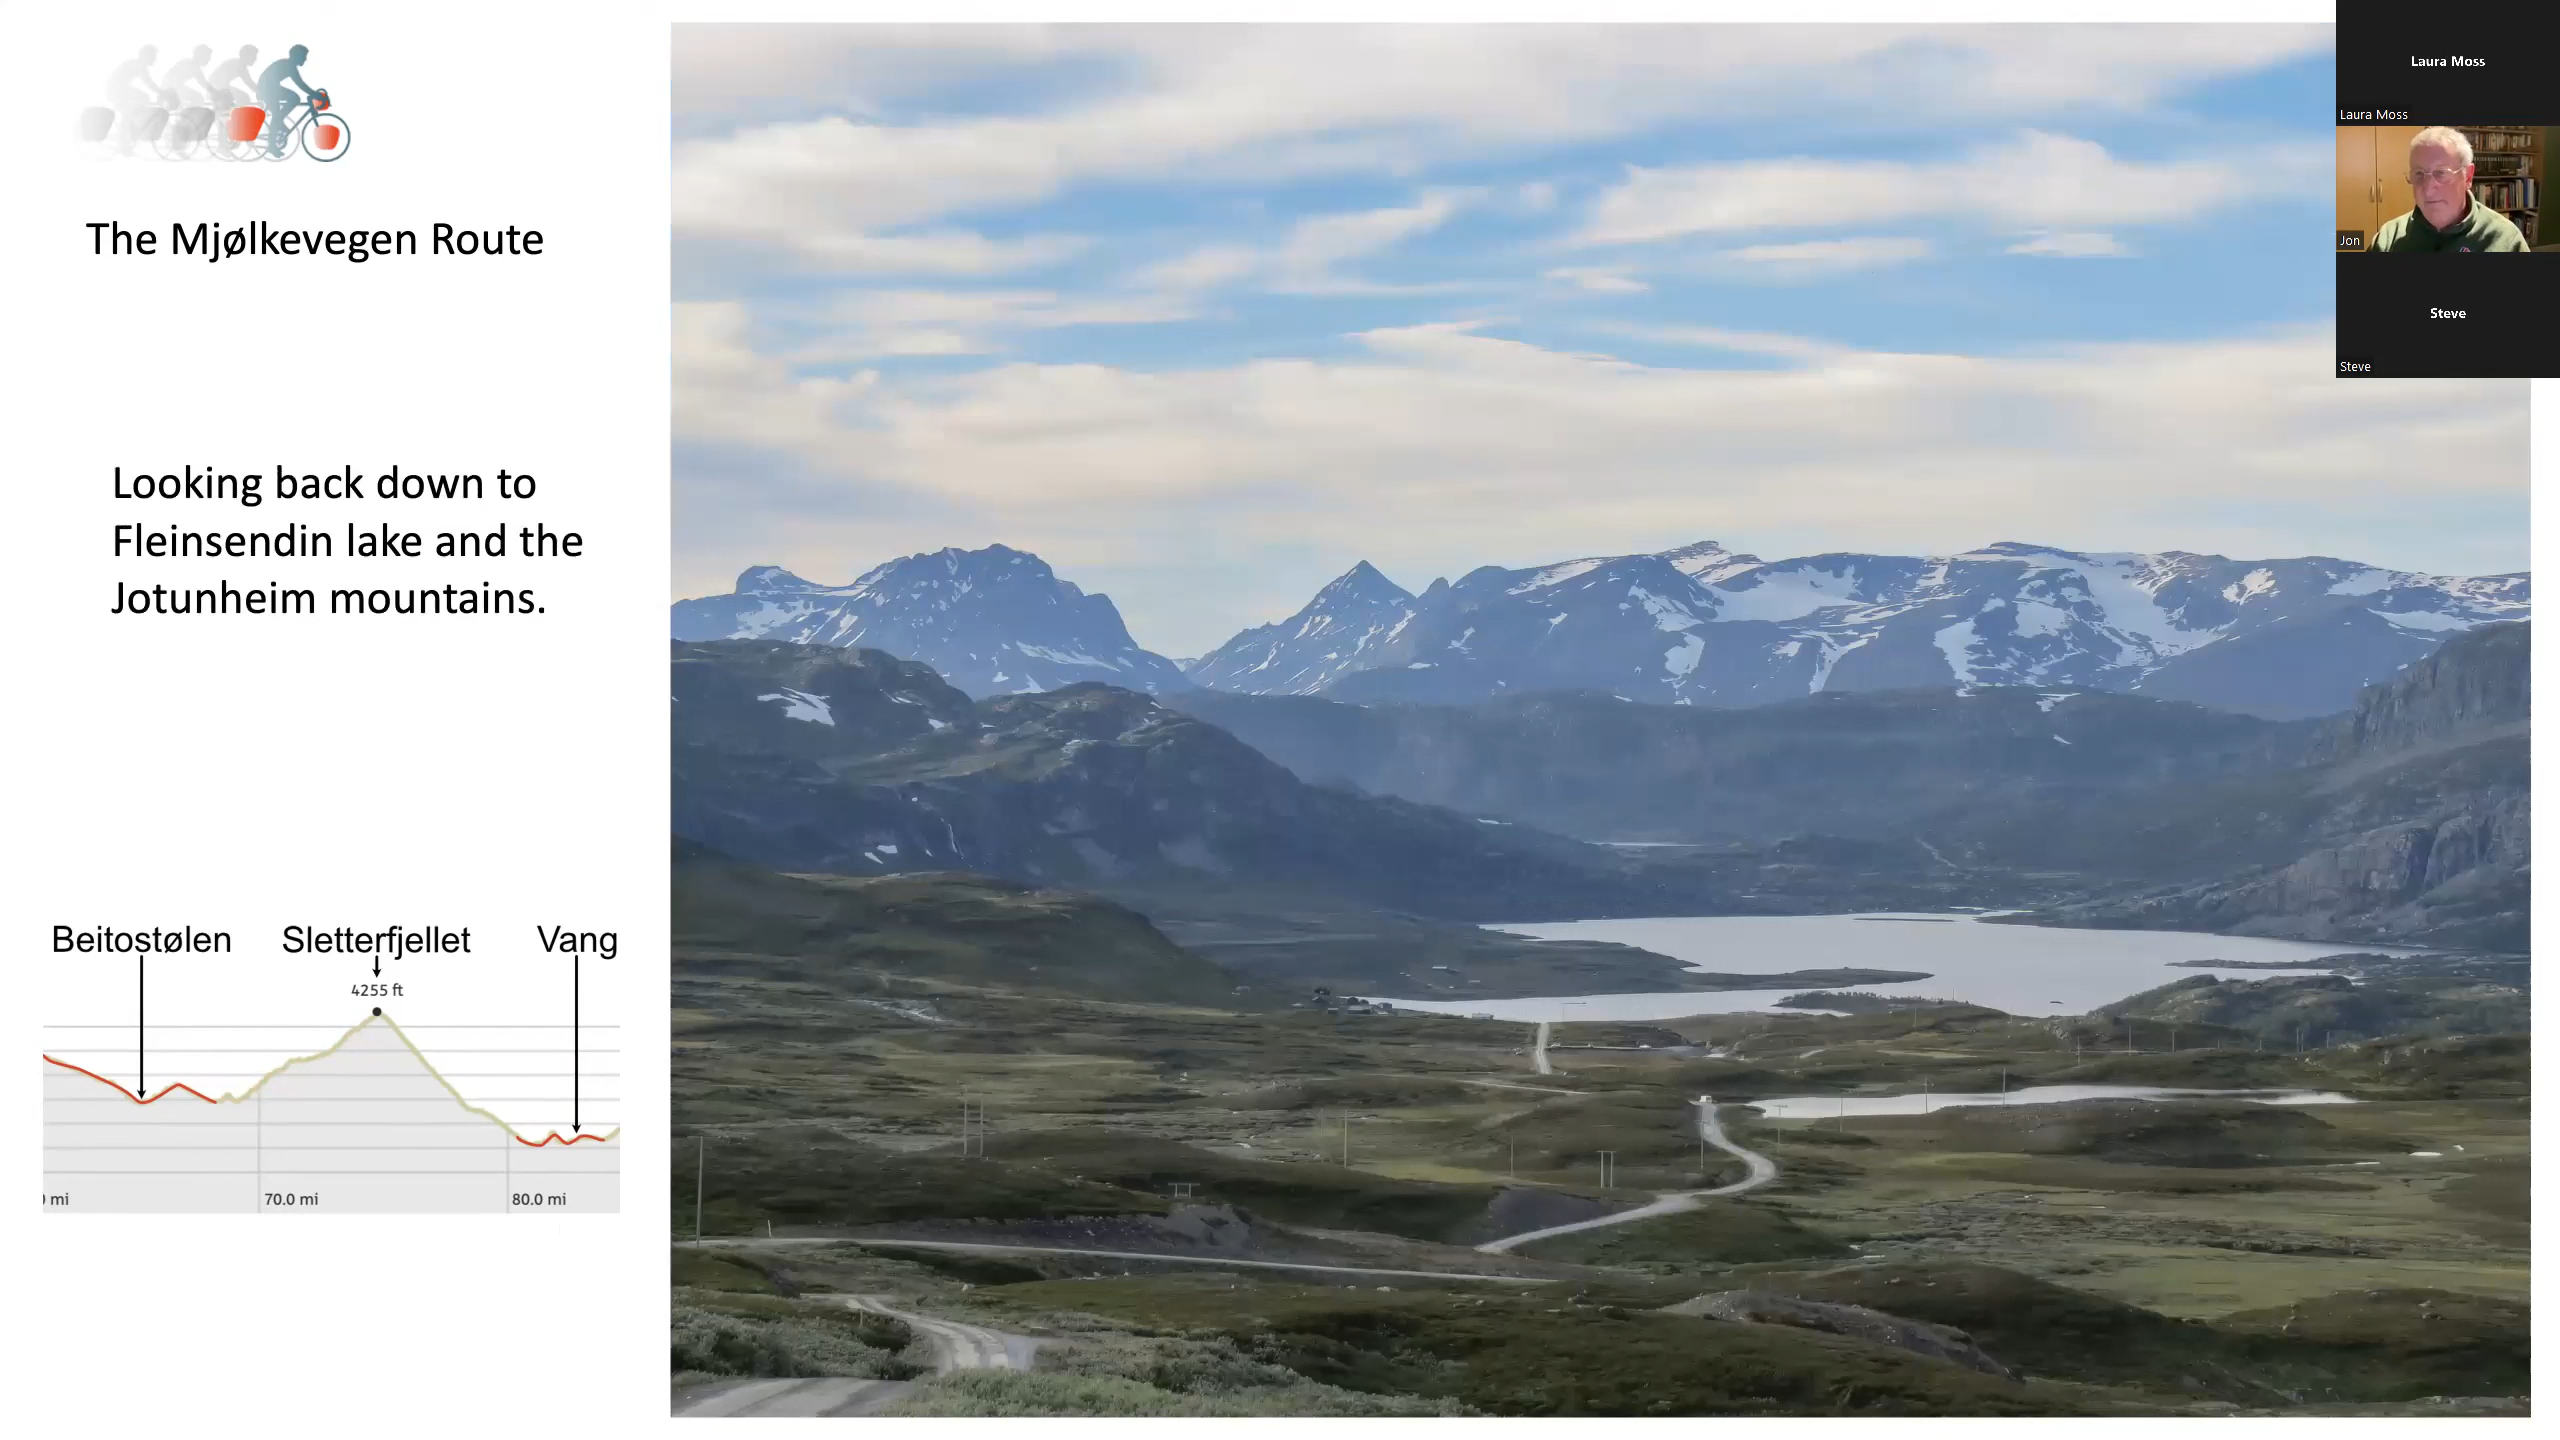 The Mjølkevegen Route
Looking back down to
Fleinsendin lake and the
Jotunheim mountains.
Beitostølen
Sletterfjellet
Vang
4255 ft
mi
70.0 mi
80.0 mi
Laura Moss
Laura Moss
Jon
Steve
Steve